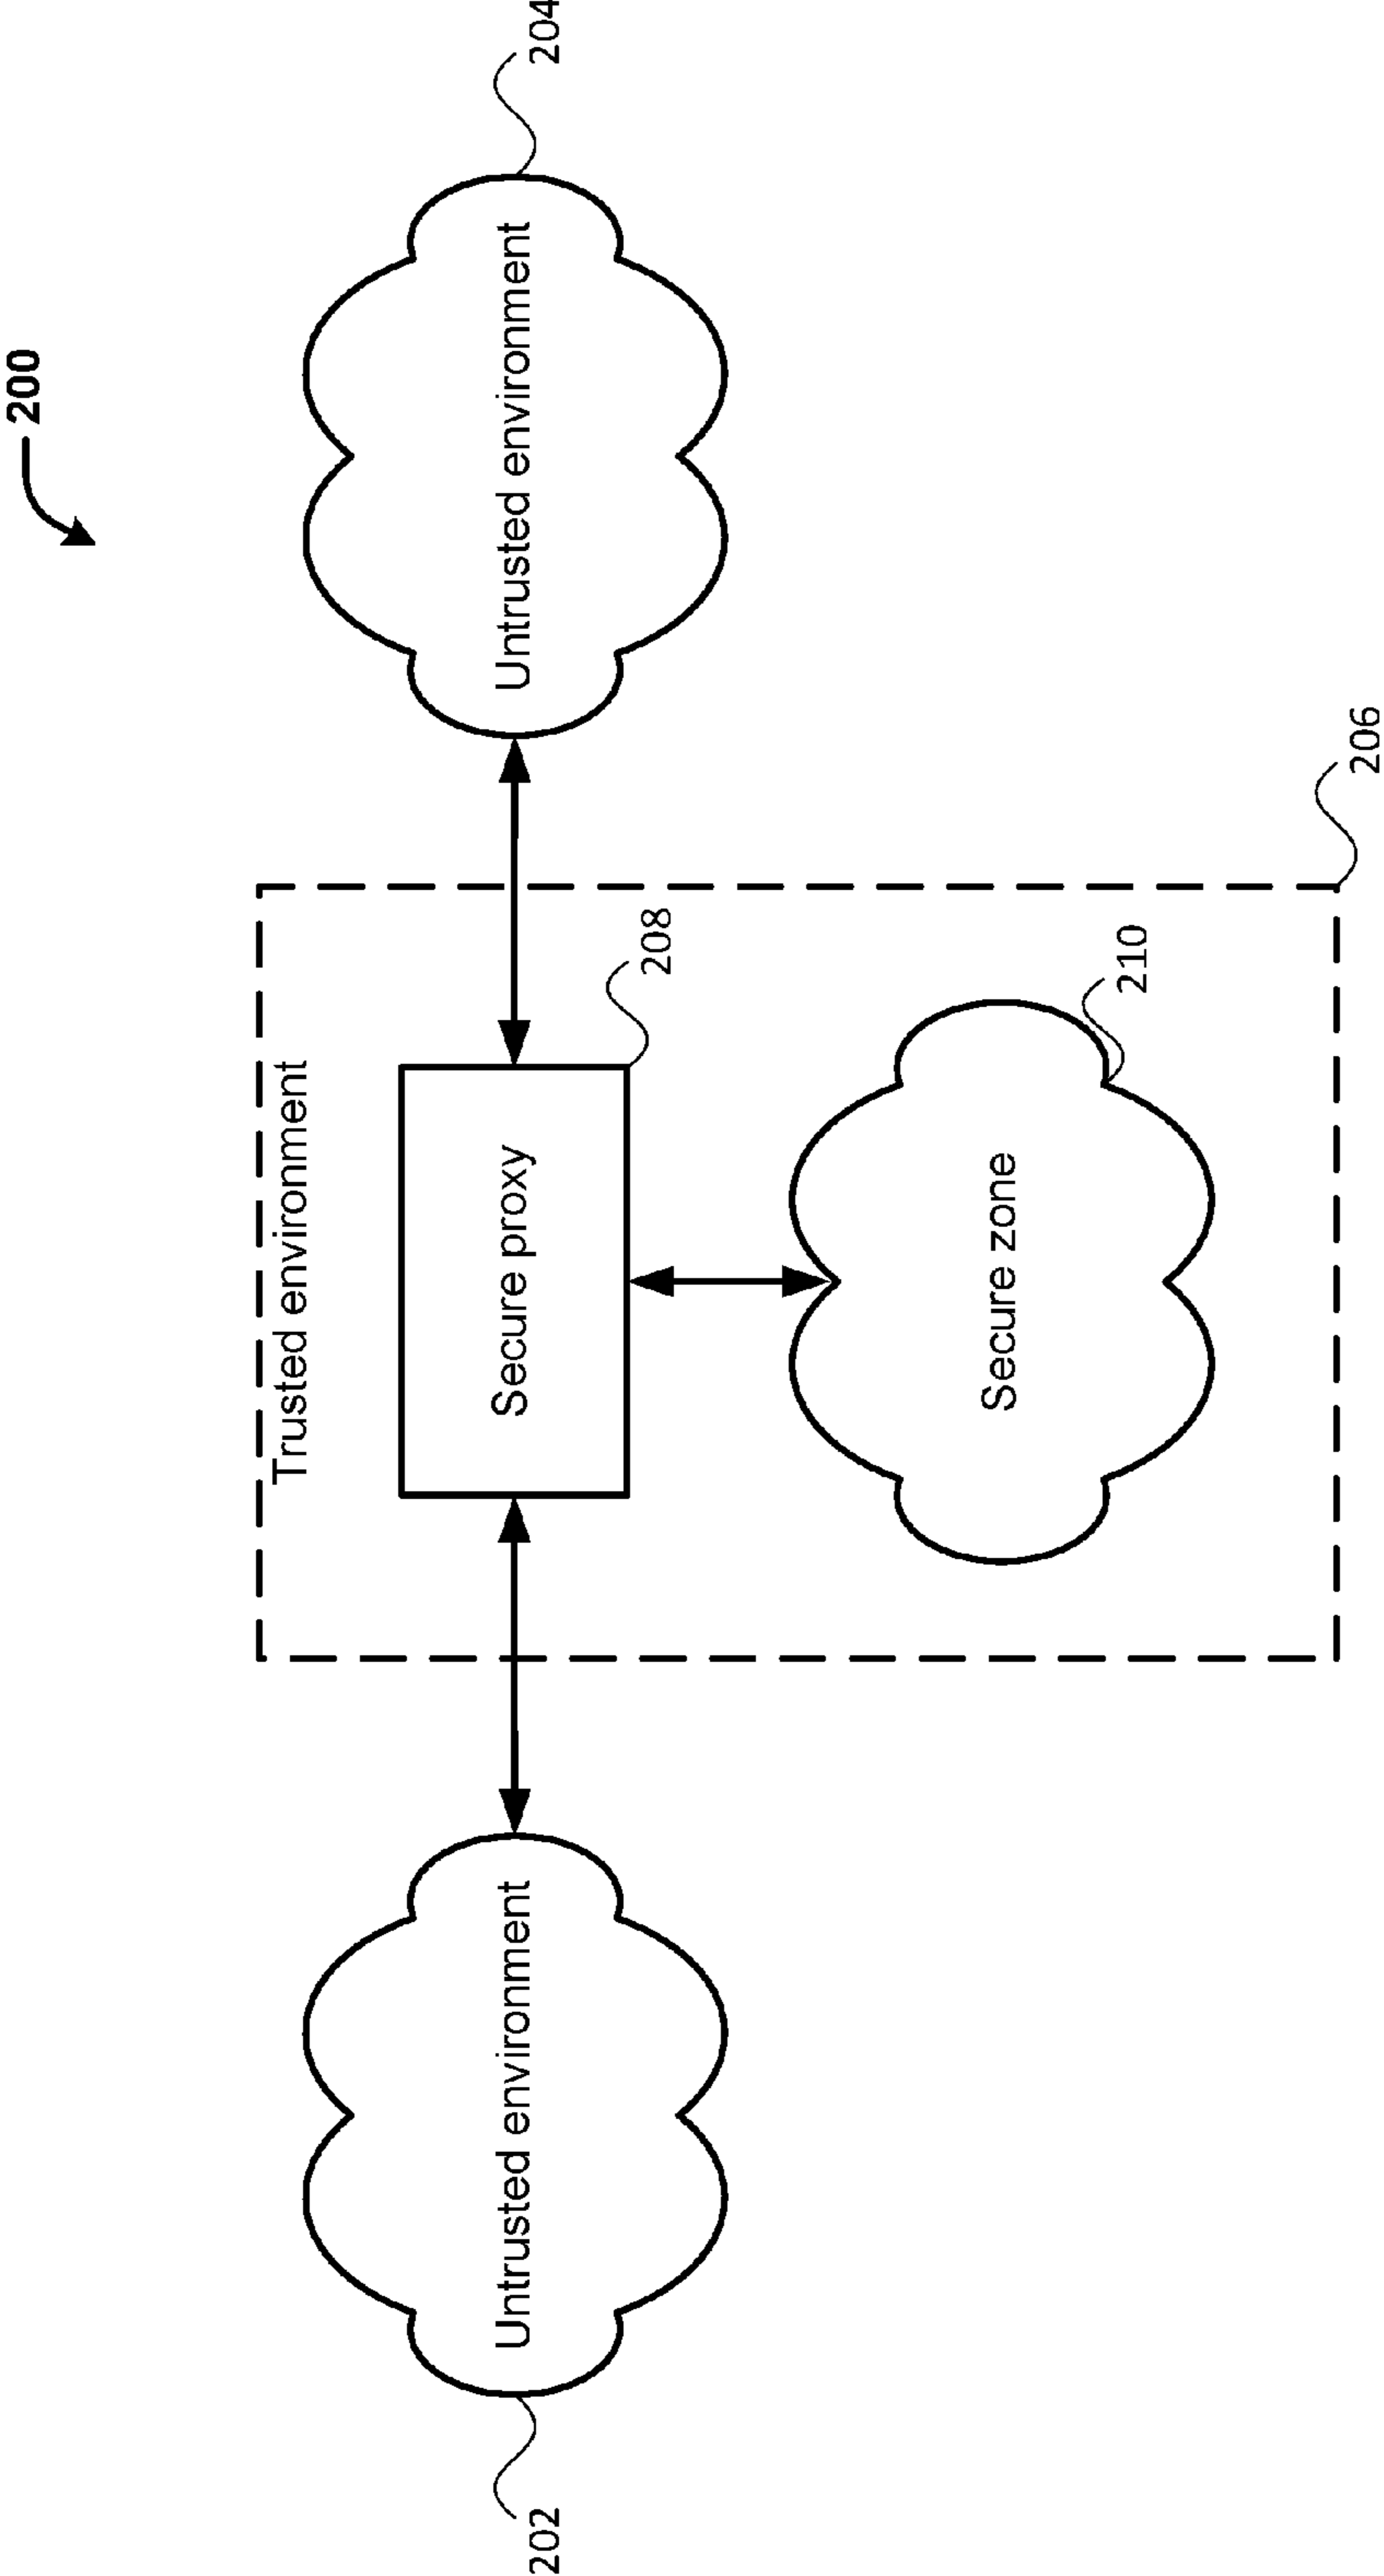 200
Trusted environment
Untrusted environment
Secure proxy
Untrusted environment
202
208
204
Secure zone
210
206